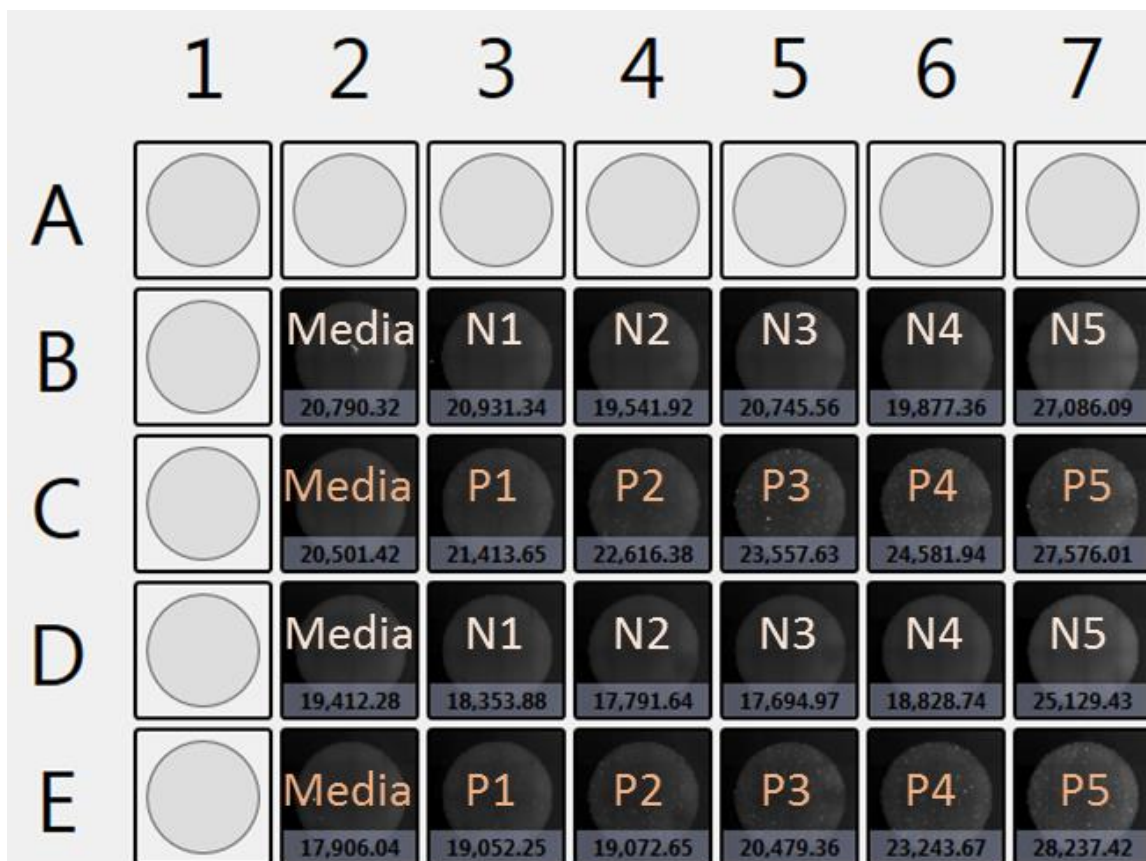 1 2 3 4 5 6 7
A
B Media N1 N2 N3 N4 N5
20,790.32 20,931.34 19,541.92 20,745.56 19,877.36 27,086.09
C Media P1 P2 P3 P4 P5
20,501.42 21,413.65 22,616.38 23,557.63 24,581.94 27,576.01
D Media N1 N2 N3 N4 N5
19,412.28 18,353.88 17,791.64 17,694.97 18,828.74 25,129.43
E Media P1 P2 P3 P4 P5
17,906.04 19,052.25 19,072.65 20,479.36 23,243.67 28,237.42